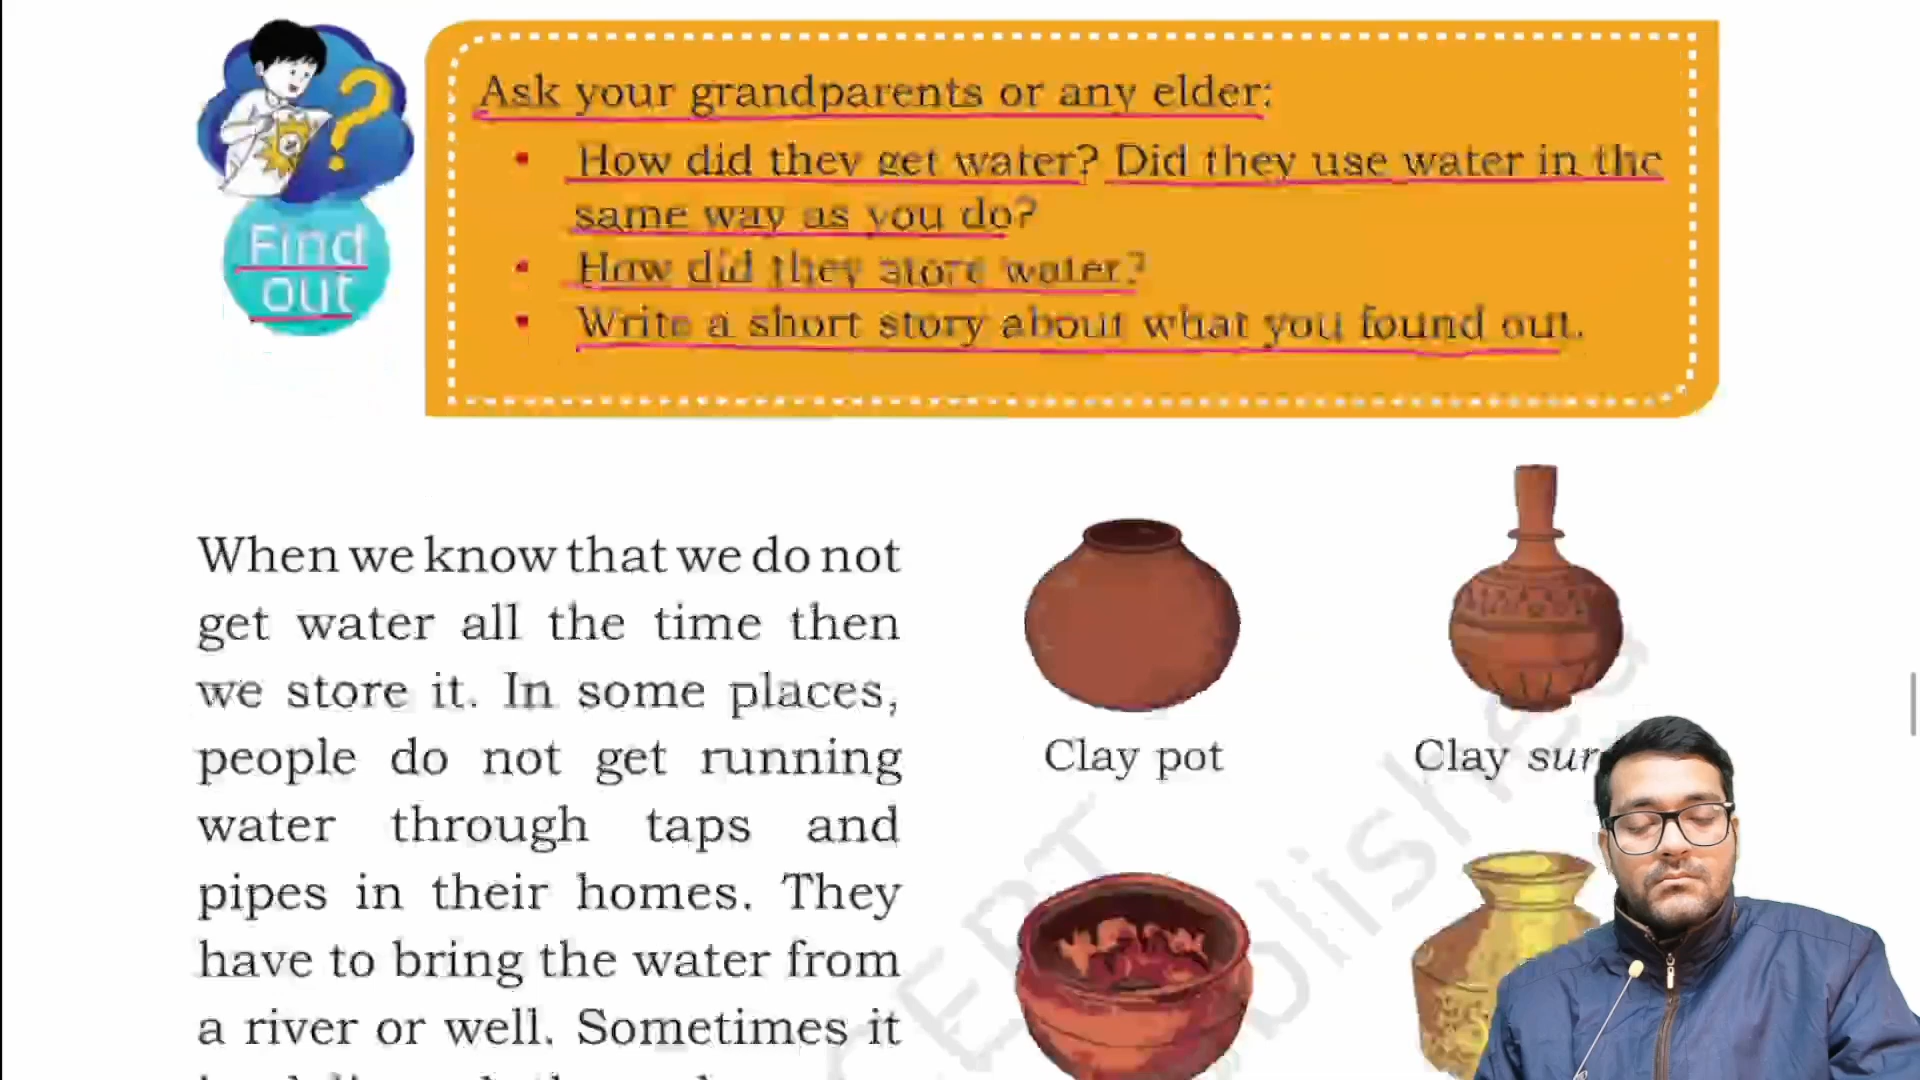 Ask your grandparents or any elder:
• How did they get water? Did they use water in the
same way as you do?
• How did they store water?
• Write a short story about what you found out.
Find
out
When we know that we do not
get water all the time then
we store it. In some places,
people do not get running
water through taps and
pipes in their homes. They
have to bring the water from
a river or well. Sometimes it
Clay pot
Clay